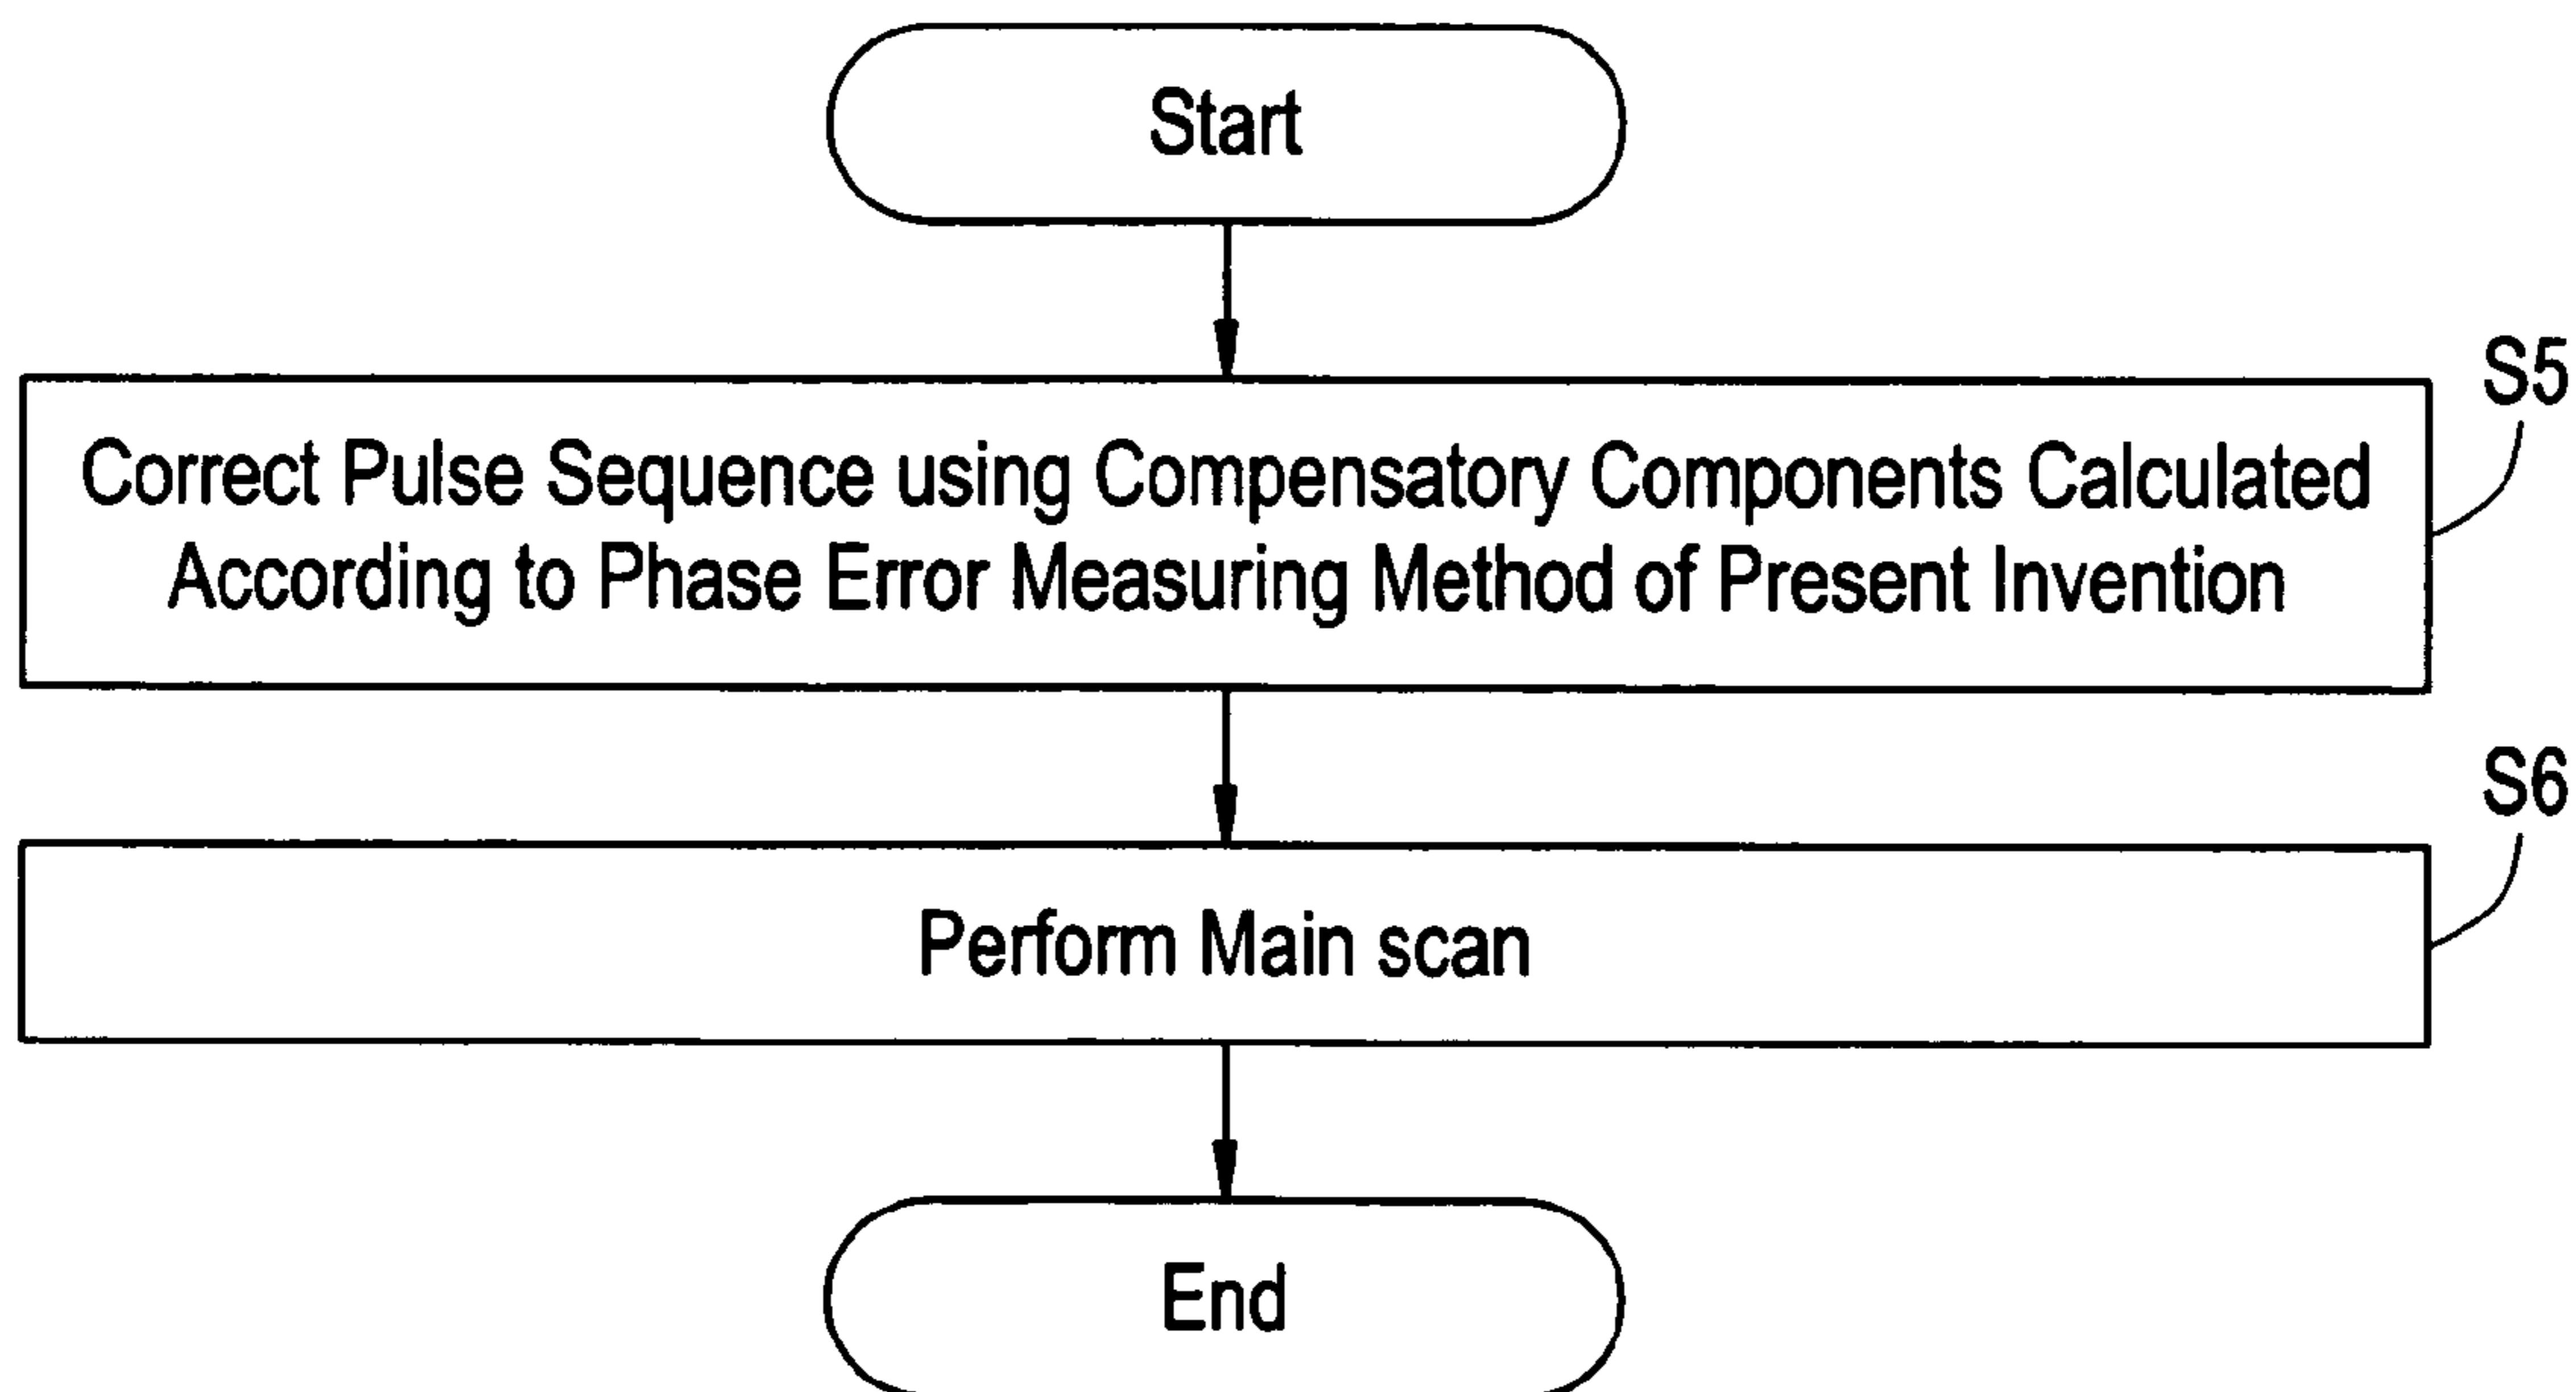 Start
S5
Correct Pulse Sequence using Compensatory Components Calculated
According to Phase Error Measuring Method of Present Invention
S6
Perform Main scan
End